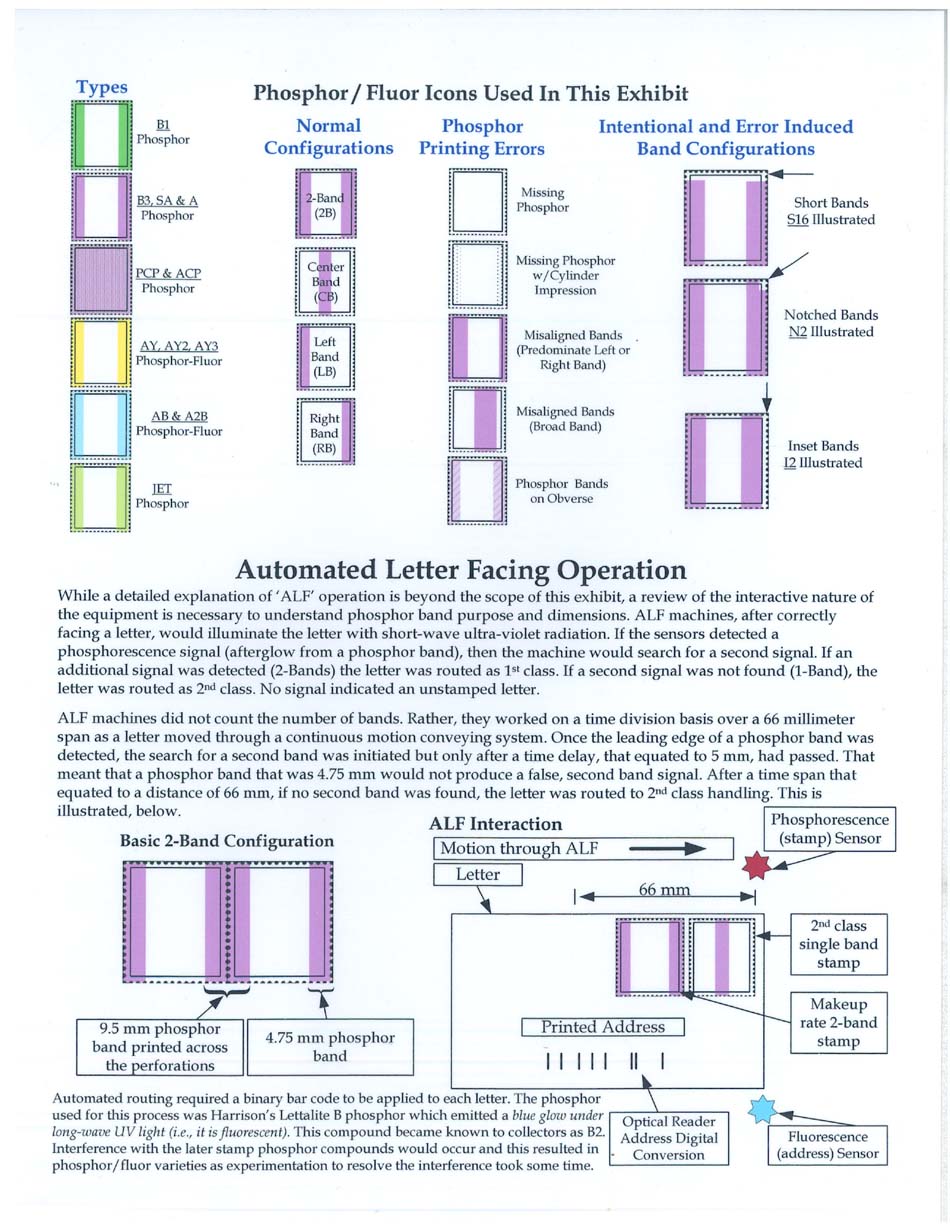 Phosphor / Fluor Icons Used In This Exhibit
Types
B1
Phosphor
B3, SA & A
Phosphor
PCP & ACP
Phosphor
AY, AY2, AY3
Phosphor-Fluor
AB & A2B
Phosphor-Fluor
JET
Phosphor
Normal
Configurations
2-Band
(2B)
Center
Band
(CB)
Left
Band
(LB)
Right
Band
(RB)
Phosphor
Printing Errors
Missing
Phosphor
Missing Phosphor
w/Cylinder
Impression
Misaligned Bands
(Predominate Left or
Right Band)
Misaligned Bands
(Broad Band)
Phosphor Bands
on Obverse
Intentional and Error Induced
Band Configurations
Short Bands
S16 Illustrated
Notched Bands
N2 Illustrated
Inset Bands
I2 Illustrated
Automated Letter Facing Operation
While a detailed explanation of 'ALF' operation is beyond the scope of this exhibit, a review of the interactive nature of
the equipment is necessary to understand phosphor band purpose and dimensions. ALF machines, after correctly
facing a letter, would illuminate the letter with short-wave ultra-violet radiation. If the sensors detected a
phosphorescence signal (afterglow from a phosphor band), then the machine would search for a second signal. If an
additional signal was detected (2-Bands) the letter was routed as 1st class. If a second signal was not found (1-Band), the
letter was routed as 2nd class. No signal indicated an unstamped letter.
ALF machines did not count the number of bands. Rather, they worked on a time division basis over a 66 millimeter
span as a letter moved through a continuous motion conveying system. Once the leading edge of a phosphor band was
detected, the search for a second band was initiated but only after a time delay, that equated to 5 mm, had passed. That
meant that a phosphor band that was 4.75 mm would not produce a false, second band signal. After a time span that
equated to a distance of 66 mm, if no second band was found, the letter was routed to 2nd class handling. This is
illustrated, below.
Basic 2-Band Configuration
9.5 mm phosphor
band printed across
the perforations
4.75 mm phosphor
band
ALF Interaction
Motion through ALF
Letter
66 mm
Phosphorescence
(stamp) Sensor
2nd class
single band
stamp
Makeup
rate 2-band
stamp
Printed Address
Optical Reader
Address Digital
Conversion
Fluorescence
(address) Sensor
Automated routing required a binary bar code to be applied to each letter. The phosphor
used for this process was Harrison's Lettalite B phosphor which emitted a blue glow under
long-wave UV light (i.e., it is fluorescent). This compound became known to collectors as B2.
Interference with the later stamp phosphor compounds would occur and this resulted in
phosphor/fluor varieties as experimentation to resolve the interference took some time.